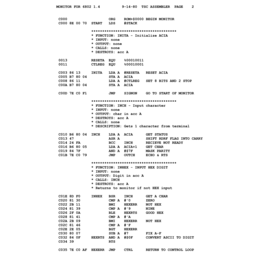 MONITOR FOR 6802 1.4 9-14-80 TSC ASSEMBLER PAGE 2
C000 ORG ROM+$0000 BEGIN MONITOR
C000 8E 00 70 START LDS #STACK
*************************************
* FUNCTION: INITA - Initialize ACIA
* INPUT: none
* OUTPUT: none
* CALLS: none
* DESTROYS: acc A
0013 RESETA EQU %00010011
0011 CTLREG EQU %00010001
C003 86 13 INITA LDA A #RESETA RESET ACIA
C005 B7 80 04 STA A ACIA
C008 86 11 LDA A #CTLREG SET 8 BITS AND 2 STOP
C00A B7 80 04 STA A ACIA
C00D 7E C0 F1 JMP SIGNON GO TO START OF MONITOR
*************************************
* FUNCTION: INCH - Input character
* INPUT: none
* OUTPUT: char in acc A
* DESTROYS: acc A
* CALLS: none
* DESCRIPTION: Gets 1 character from terminal
C010 B6 80 04 INCH LDA A ACIA GET STATUS
C013 47 ASR A SHIFT RDRF FLAG INTO CARRY
C014 24 FA BCC INCH RECIEVE NOT READY
C016 B6 80 05 LDA A ACIA+1 GET CHAR
C019 84 7F AND A #$7F MASK PARITY
C01B 7E C0 79 JMP OUTCH ECHO & RTS
*************************************
* FUNCTION: INHEX - INPUT HEX DIGIT
* INPUT: none
* OUTPUT: Digit in acc A
* CALLS: INCH
* DESTROYS: acc A
* Returns to monitor if not HEX input
C01E 8D F0 INHEX BSR INCH GET A CHAR
C020 81 30 CMP A #'0 ZERO
C022 2B 11 BMI HEXERR NOT HEX
C024 81 39 CMP A #'9 NINE
C026 2F 0A BLE HEXRTS GOOD HEX
C028 81 41 CMP A #'A
C02A 2B 09 BMI HEXERR NOT HEX
C02C 81 46 CMP A #'F
C02E 2E 05 BGT HEXERR
C030 80 07 SUB A #7 FIX A-F
C032 84 0F HEXRTS AND A #$0F CONVERT ASCII TO DIGIT
C034 39 RTS
C035 7E C0 AF HEXERR JMP CTRL RETURN TO CONTROL LOOP